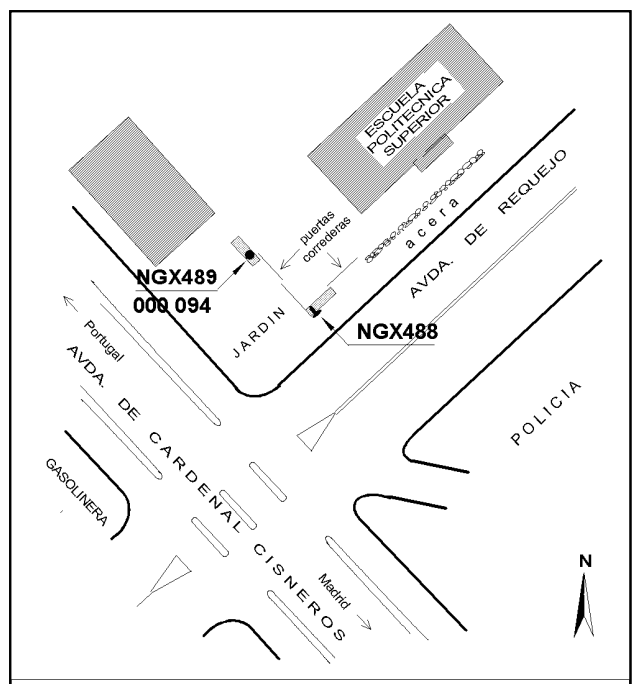 ESCUELA
POLITECNICA
SUPERIOR
puertas
correderas
acera
AVDA. DE REQUEJO
NGX489
000 094
JARDIN
NGX488
Portugal
AVDA. DE CARDENAL CISNEROS
POLICIA
GASOLINERA
Madrid
N